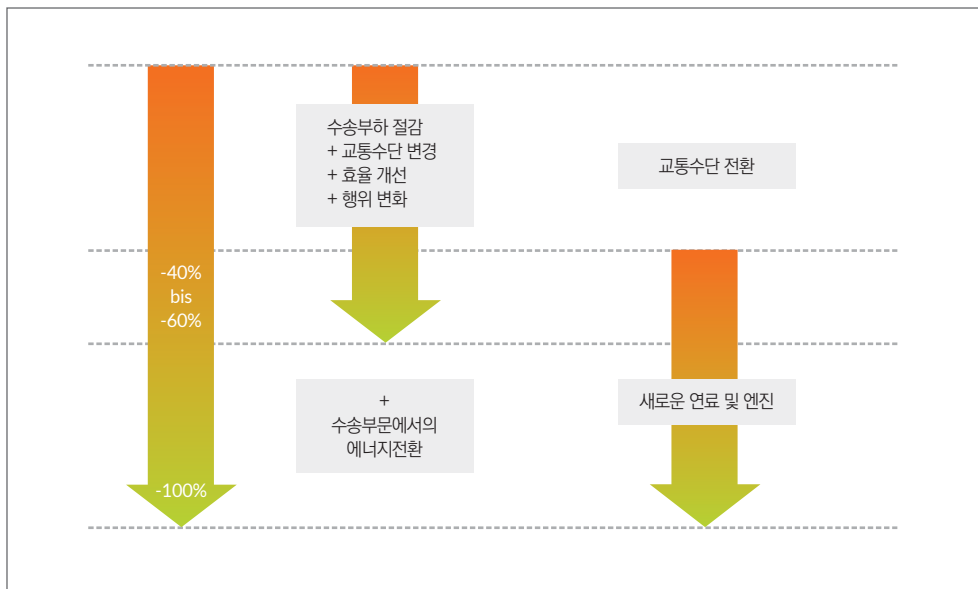 -40%
bis
-60%
-100%
수송부하 절감
+ 교통수단 변경
+ 효율 개선
+ 행위 변화
+
수송부문에서의
에너지전환
교통수단 전환
새로운 연료 및 엔진